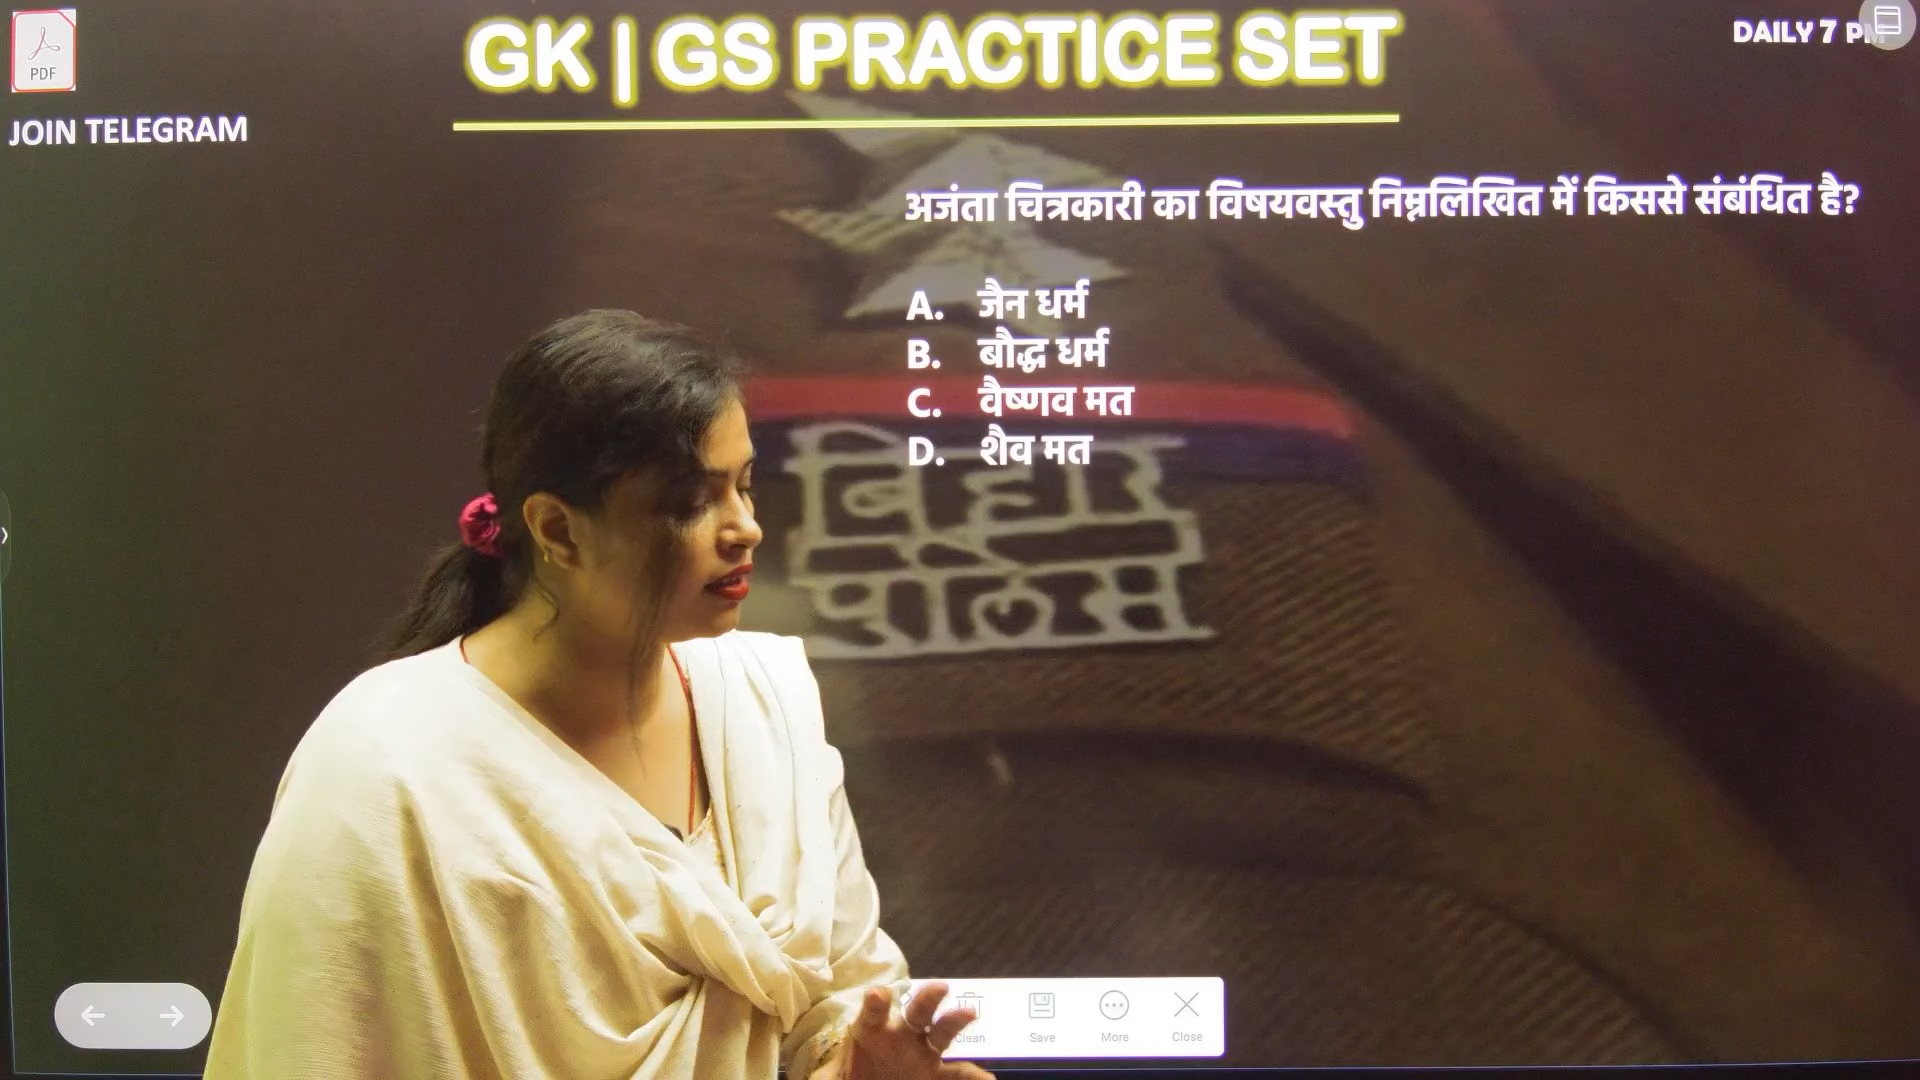 GK | GS PRACTICE SET
DAILY 7 PM
PDF
JOIN TELEGRAM
अजंता चित्रकारी का विषयवस्तु निम्नलिखित में किससे संबंधित है?
A. जैन धर्म
B. बौद्ध धर्म
C. वैष्णव मत
D. शैव मत
बिहार
पुलिस
Clean
Save
More
Close